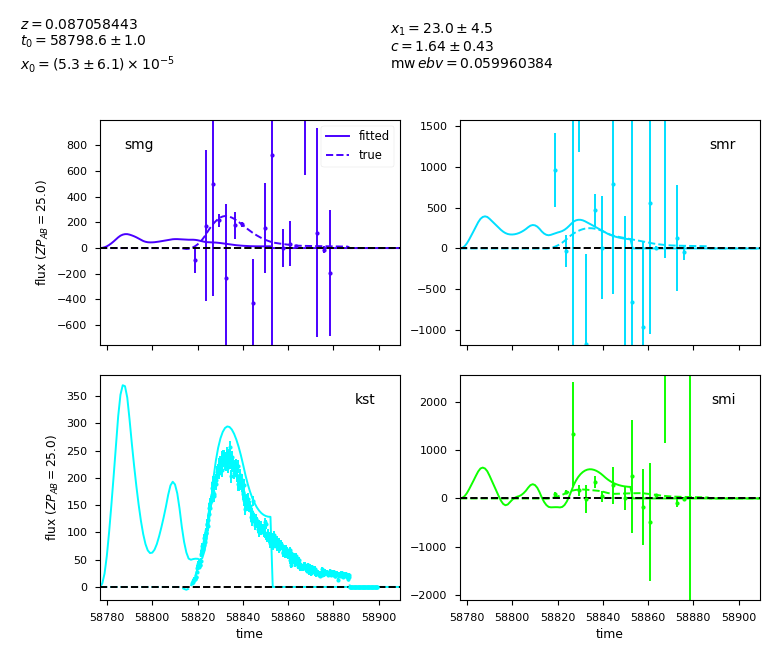 z = 0.087058443
t₀ = 58798.6 ± 1.0
x₀ = (5.3 ± 6.1) × 10⁻⁵
x₁ = 23.0 ± 4.5
c = 1.64 ± 0.43
mw ebv = 0.059960384
smg
fitted
true
800
600
400
200
0
−200
−400
−600
flux (ZP_AB = 25.0)
smr
1500
1000
500
0
−500
−1000
kst
350
300
250
200
150
100
50
0
flux (ZP_AB = 25.0)
58780 58800 58820 58840 58860 58880 58900
time
smi
2000
1000
0
−1000
−2000
58780 58800 58820 58840 58860 58880 58900
time